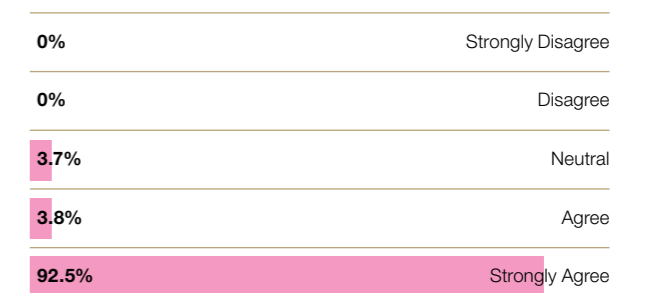 0% Strongly Disagree
0% Disagree
3.7% Neutral
3.8% Agree
92.5% Strongly Agree